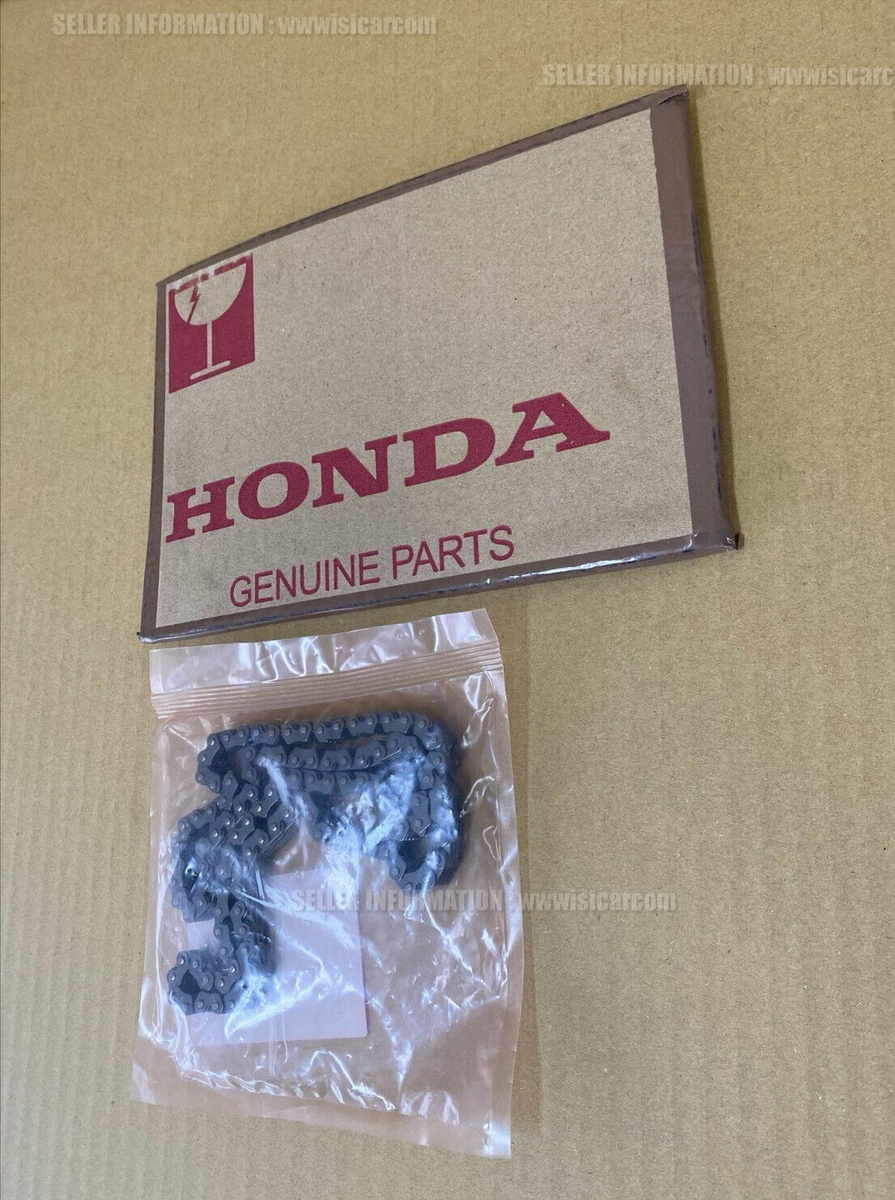 SELLER INFORMATION : wwwisicarcom
SELLER INFORMATION : wwwisicarc
HONDA
GENUINE PARTS
SELLER INFORMATION : wwwisicarcom